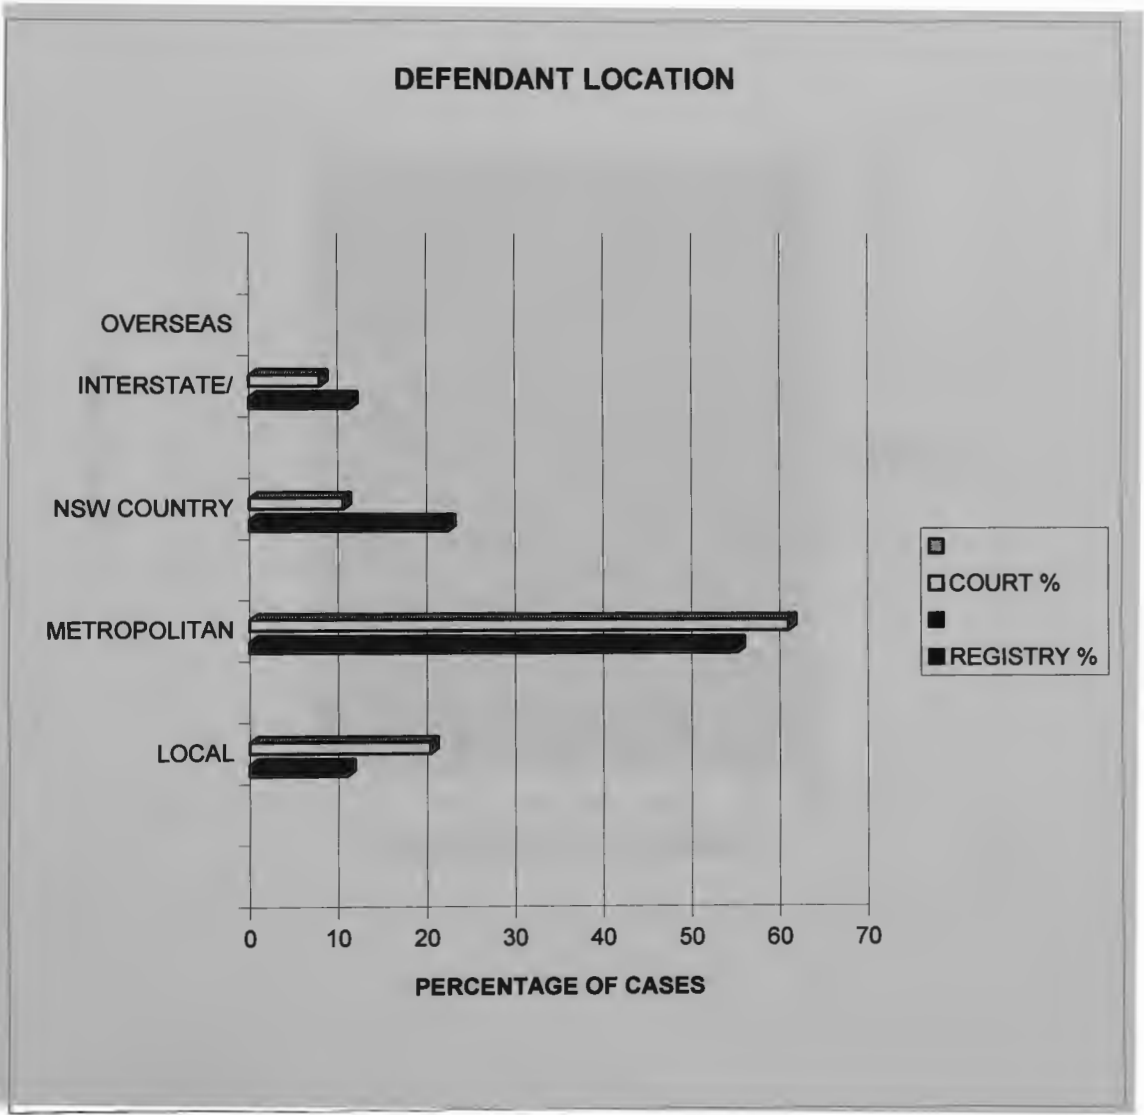 DEFENDANT LOCATION
OVERSEAS
INTERSTATE/
NSW COUNTRY
METROPOLITAN
LOCAL
0 10 20 30 40 50 60 70
PERCENTAGE OF CASES
COURT %
REGISTRY %